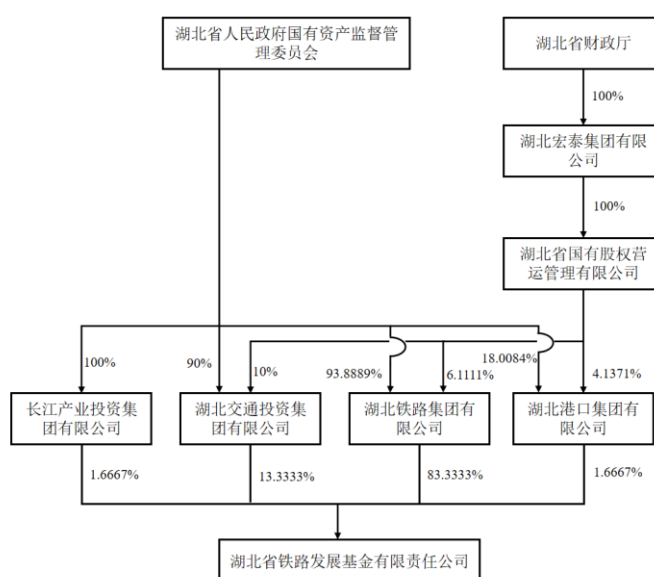 湖北省人民政府国有资产监督管
理委员会
湖北省财政厅
100%
湖北宏泰集团有限
公司
100%
湖北省国有股权营
运管理有限公司
100%
90%
10%
93.8889%
6.1111%
18.0084%
4.1371%
长江产业投资集
团有限公司
湖北交通投资集
团有限公司
湖北铁路集团有
限公司
湖北港口集团有
限公司
1.6667%
13.3333%
83.3333%
1.6667%
湖北省铁路发展基金有限责任公司